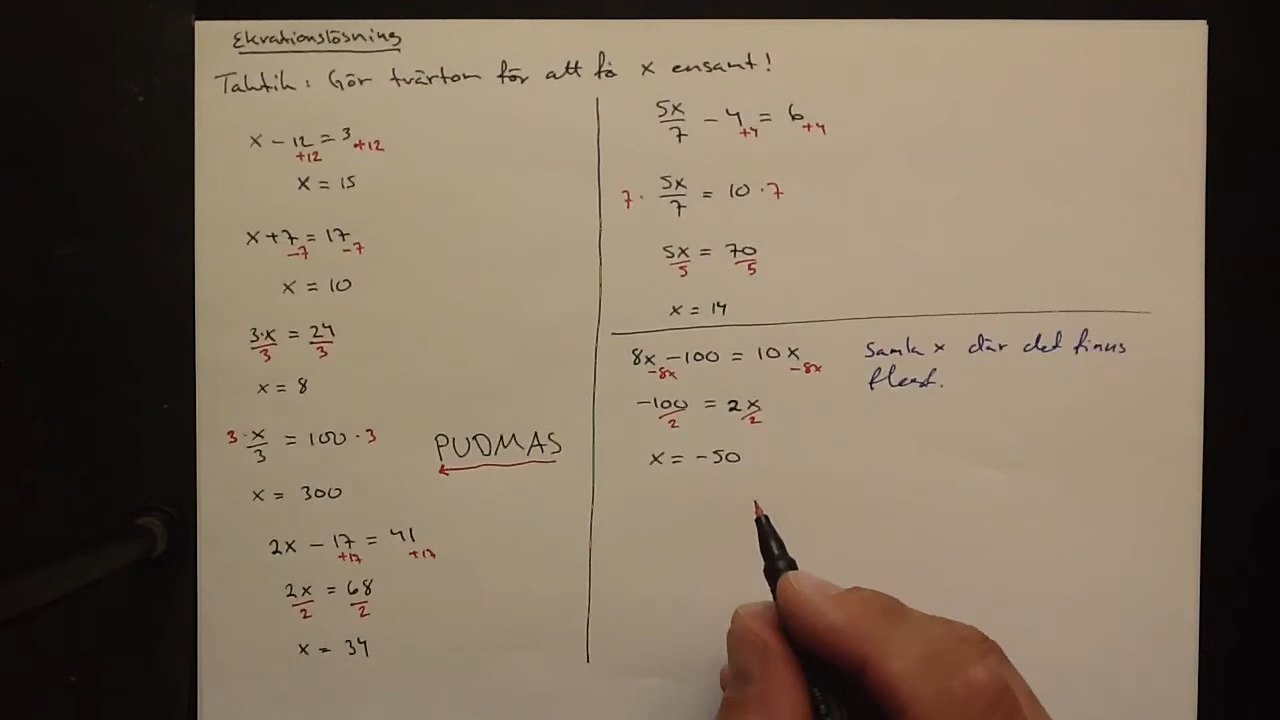 Ekvationslösning
Taktik: Gör tvärtom för att få x ensamt!
x - 12 = 3
+12 +12
x = 15
x + 7 = 17
-7 -7
x = 10
3·x/3 = 24/3
x = 8
3· x/3 = 100 ·3
x = 300
PUDMAS
2x - 17 = 41
+17 +17
2x/2 = 68/2
x = 34
5x/7 - 4 = 6
+4 +4
7· 5x/7 = 10 ·7
5x/5 = 70/5
x = 14
8x - 100 = 10x
-8x -8x
-100/2 = 2x/2
x = -50
Samla x där det finns
flest.